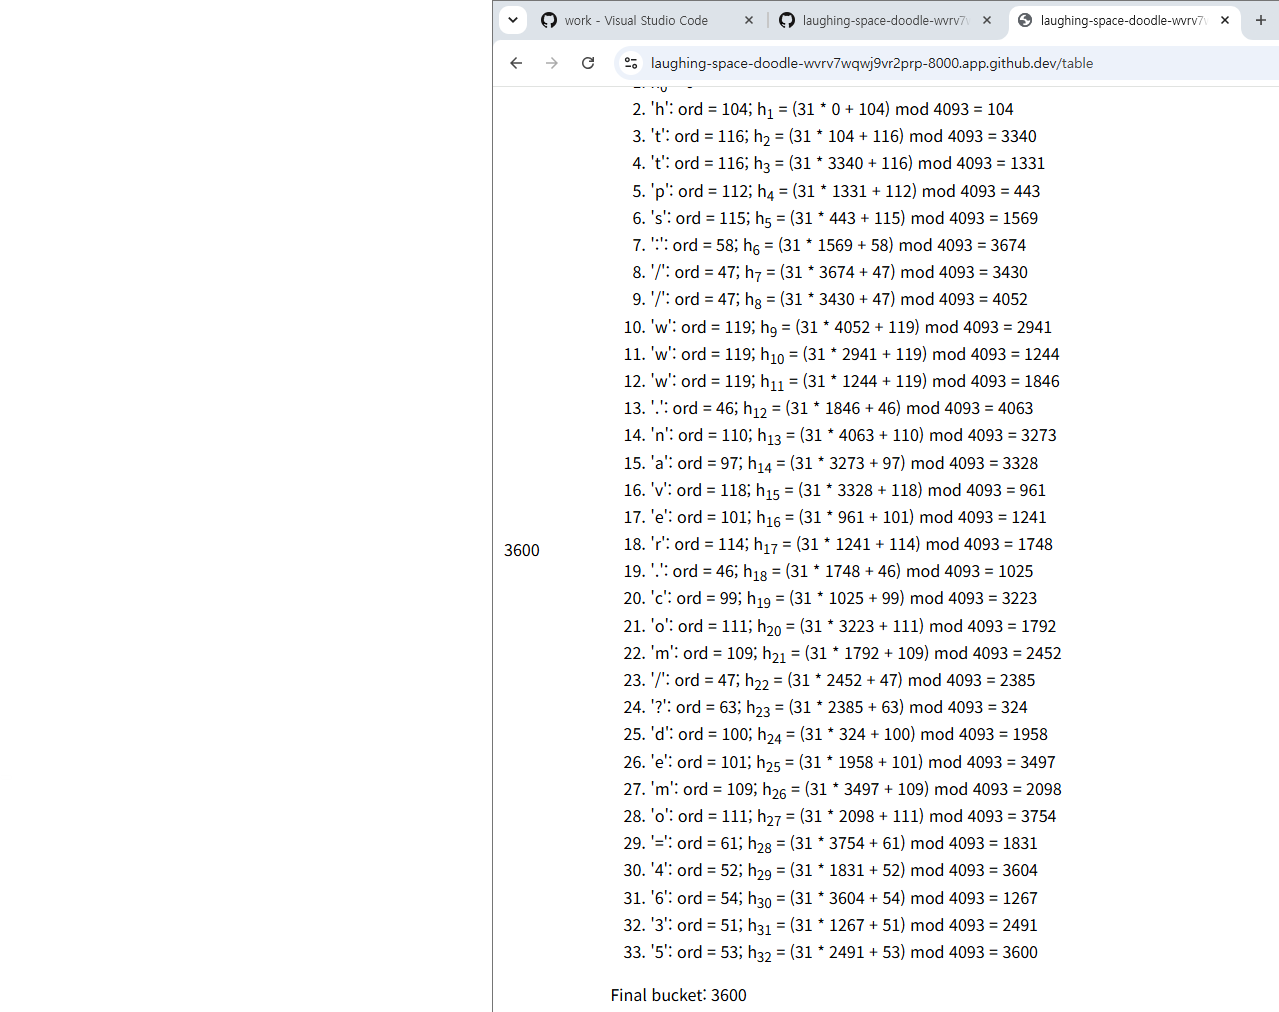 work - Visual Studio Code
laughing-space-doodle-wvrv7
laughing-space-doodle-wvrv7
laughing-space-doodle-wvrv7wqwj9vr2prp-8000.app.github.dev/table
2. 'h': ord = 104; h1 = (31 * 0 + 104) mod 4093 = 104
3. 't': ord = 116; h2 = (31 * 104 + 116) mod 4093 = 3340
4. 't': ord = 116; h3 = (31 * 3340 + 116) mod 4093 = 1331
5. 'p': ord = 112; h4 = (31 * 1331 + 112) mod 4093 = 443
6. 's': ord = 115; h5 = (31 * 443 + 115) mod 4093 = 1569
7. ':': ord = 58; h6 = (31 * 1569 + 58) mod 4093 = 3674
8. '/': ord = 47; h7 = (31 * 3674 + 47) mod 4093 = 3430
9. '/': ord = 47; h8 = (31 * 3430 + 47) mod 4093 = 4052
10. 'w': ord = 119; h9 = (31 * 4052 + 119) mod 4093 = 2941
11. 'w': ord = 119; h10 = (31 * 2941 + 119) mod 4093 = 1244
12. 'w': ord = 119; h11 = (31 * 1244 + 119) mod 4093 = 1846
13. '.': ord = 46; h12 = (31 * 1846 + 46) mod 4093 = 4063
14. 'n': ord = 110; h13 = (31 * 4063 + 110) mod 4093 = 3273
15. 'a': ord = 97; h14 = (31 * 3273 + 97) mod 4093 = 3328
16. 'v': ord = 118; h15 = (31 * 3328 + 118) mod 4093 = 961
17. 'e': ord = 101; h16 = (31 * 961 + 101) mod 4093 = 1241
3600
18. 'r': ord = 114; h17 = (31 * 1241 + 114) mod 4093 = 1748
19. '.': ord = 46; h18 = (31 * 1748 + 46) mod 4093 = 1025
20. 'c': ord = 99; h19 = (31 * 1025 + 99) mod 4093 = 3223
21. 'o': ord = 111; h20 = (31 * 3223 + 111) mod 4093 = 1792
22. 'm': ord = 109; h21 = (31 * 1792 + 109) mod 4093 = 2452
23. '/': ord = 47; h22 = (31 * 2452 + 47) mod 4093 = 2385
24. '?': ord = 63; h23 = (31 * 2385 + 63) mod 4093 = 324
25. 'd': ord = 100; h24 = (31 * 324 + 100) mod 4093 = 1958
26. 'e': ord = 101; h25 = (31 * 1958 + 101) mod 4093 = 3497
27. 'm': ord = 109; h26 = (31 * 3497 + 109) mod 4093 = 2098
28. 'o': ord = 111; h27 = (31 * 2098 + 111) mod 4093 = 3754
29. '=': ord = 61; h28 = (31 * 3754 + 61) mod 4093 = 1831
30. '4': ord = 52; h29 = (31 * 1831 + 52) mod 4093 = 3604
31. '6': ord = 54; h30 = (31 * 3604 + 54) mod 4093 = 1267
32. '3': ord = 51; h31 = (31 * 1267 + 51) mod 4093 = 2491
33. '5': ord = 53; h32 = (31 * 2491 + 53) mod 4093 = 3600
Final bucket: 3600